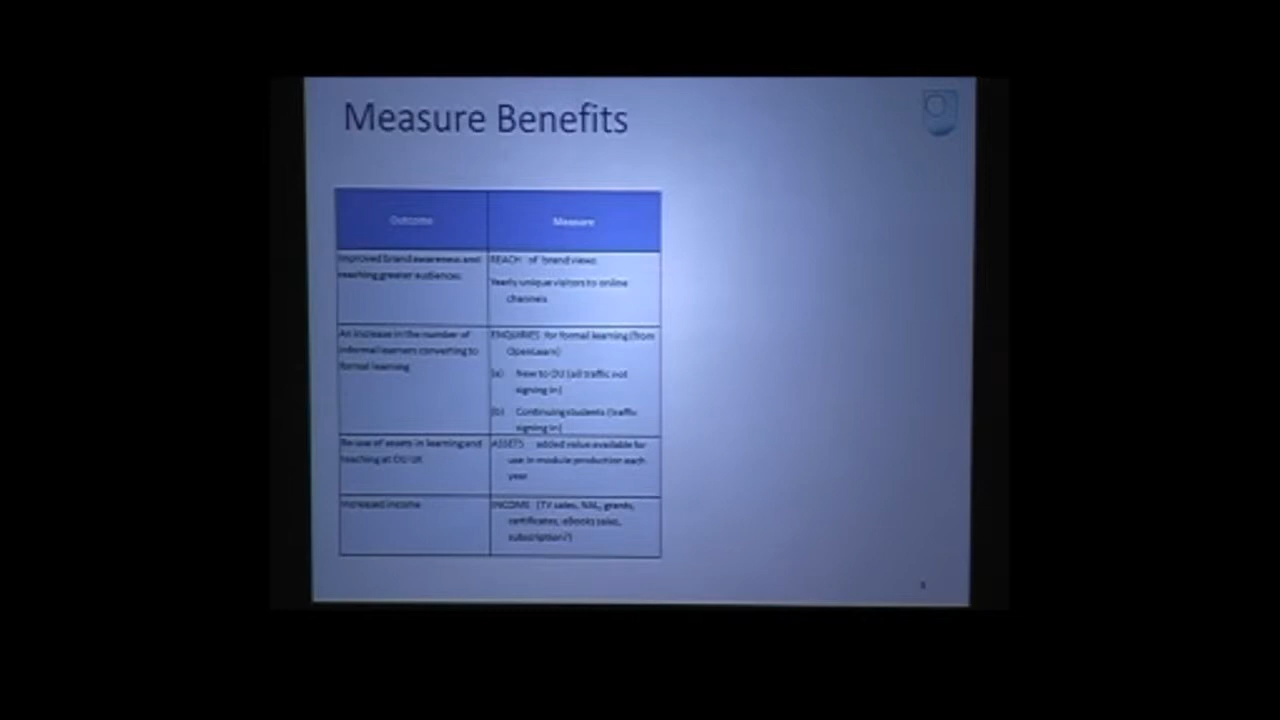 Measure Benefits
Outcome
Measure
Improved brand awareness and
reaching greater audiences.
REACH of brand views
Yearly unique visitors to online
channels
An increase in the number of
informal learners converting to
formal learning
ENQUIRIES for formal learning (from
OpenLearn)
(a) New to OU (all traffic not
signing in)
(b) Continuing students (traffic
signing in)
Re-use of assets in learning and
teaching at OU UK
ASSETS added value available for
use in module production each
year
Increased income
INCOME (TV sales, grants,
certificates, eBooks sales,
subscription?)